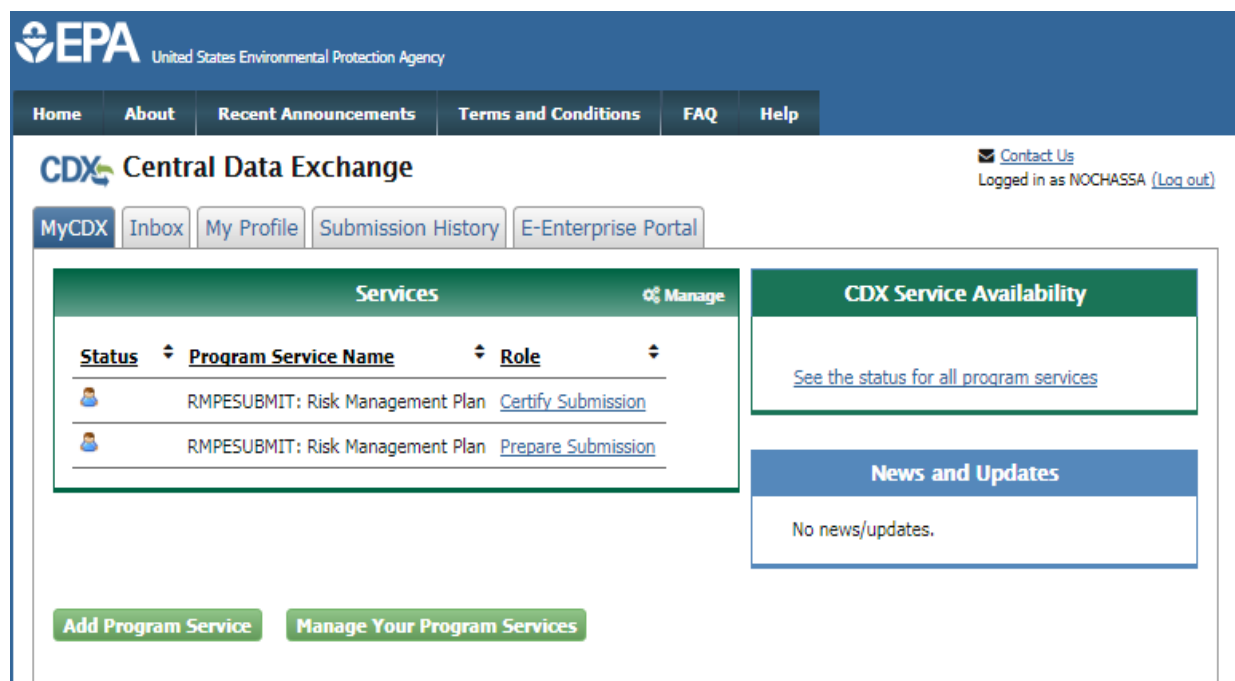 EPA United States Environmental Protection Agency
Home About Recent Announcements Terms and Conditions FAQ Help
CDX Central Data Exchange
Contact Us
Logged in as NOCHASSA (Log out)
MyCDX Inbox My Profile Submission History E-Enterprise Portal
Services Manage
Status Program Service Name Role
RMPESUBMIT: Risk Management Plan Certify Submission
RMPESUBMIT: Risk Management Plan Prepare Submission
CDX Service Availability
See the status for all program services
News and Updates
No news/updates.
Add Program Service Manage Your Program Services